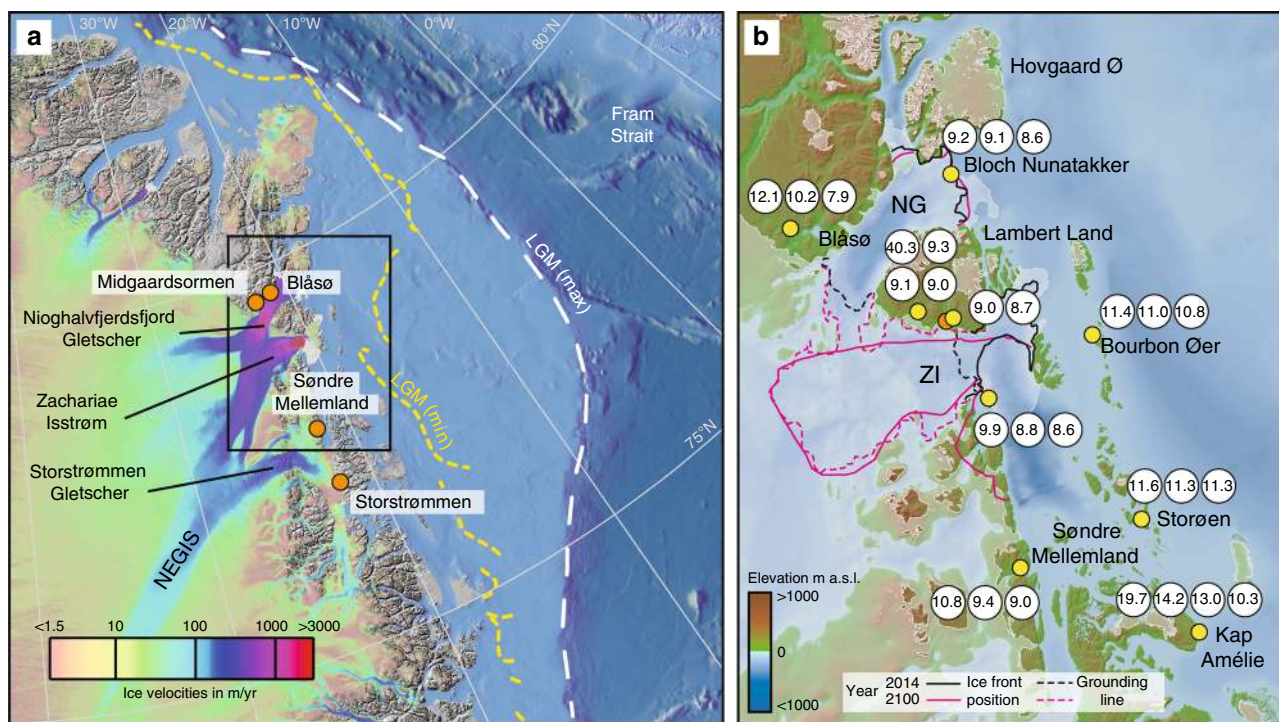 a
30°W
20°W
10°W
0°W
80°N
Fram
Strait
LGM (max)
Midgaardsormen
Blåsø
Nioghalvfjerdsfjord
Gletscher
Zachariae
Isstrøm
Søndre
Mellemland
LGM (min)
75°N
Storstrømmen
Gletscher
Storstrømmen
NEGIS
<1.5 10 100 1000 >3000
Ice velocities in m/yr
b
Hovgaard Ø
9.2 9.1 8.6
Bloch Nunatakker
12.1 10.2 7.9
NG
Blåsø
Lambert Land
40.3 9.3
9.1 9.0
9.0 8.7
11.4 11.0 10.8
Bourbon Øer
ZI
9.9 8.8 8.6
11.6 11.3 11.3
Storøen
Søndre
Mellemland
10.8 9.4 9.0
19.7 14.2 13.0 10.3
Kap
Amélie
Elevation m a.s.l.
>1000
0
<1000
Year 2014 Ice front Grounding
2100 position line